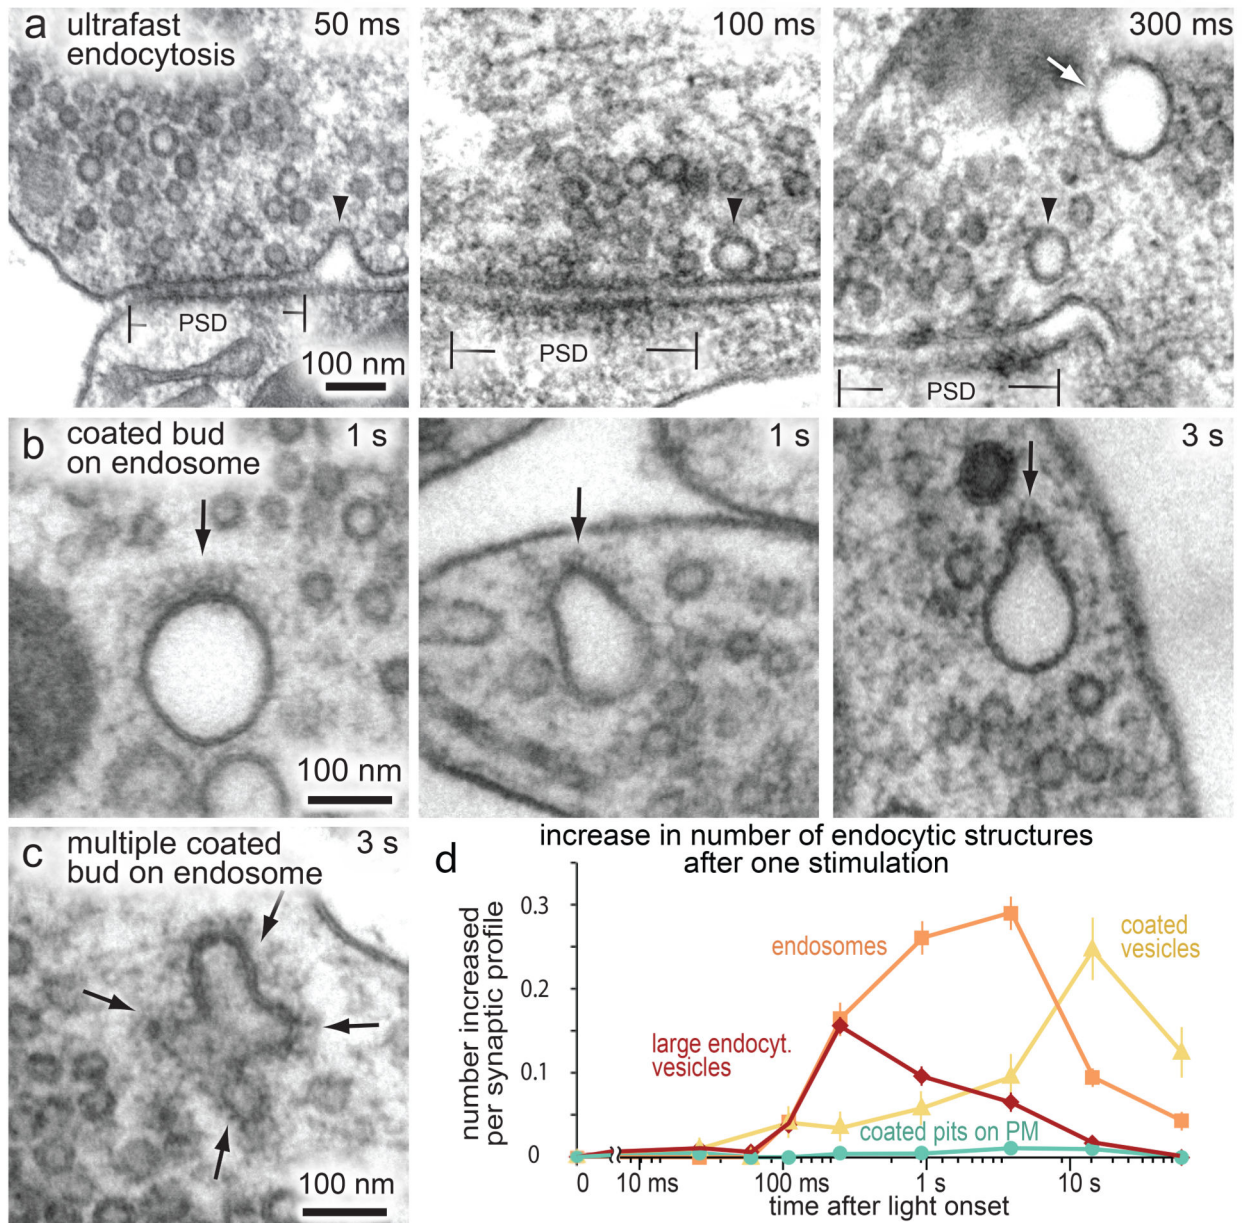 a ultrafast
endocytosis
50 ms
100 ms
300 ms
PSD
100 nm
PSD
PSD
b coated bud
on endosome
1 s
1 s
3 s
100 nm
c multiple coated
bud on endosome
3 s
100 nm
d increase in number of endocytic structures
after one stimulation
number increased
per synaptic profile
0.3
0.2
0.1
0
endosomes
coated
vesicles
large endocyt.
vesicles
coated pits on PM
0
10 ms
100 ms
1 s
10 s
time after light onset